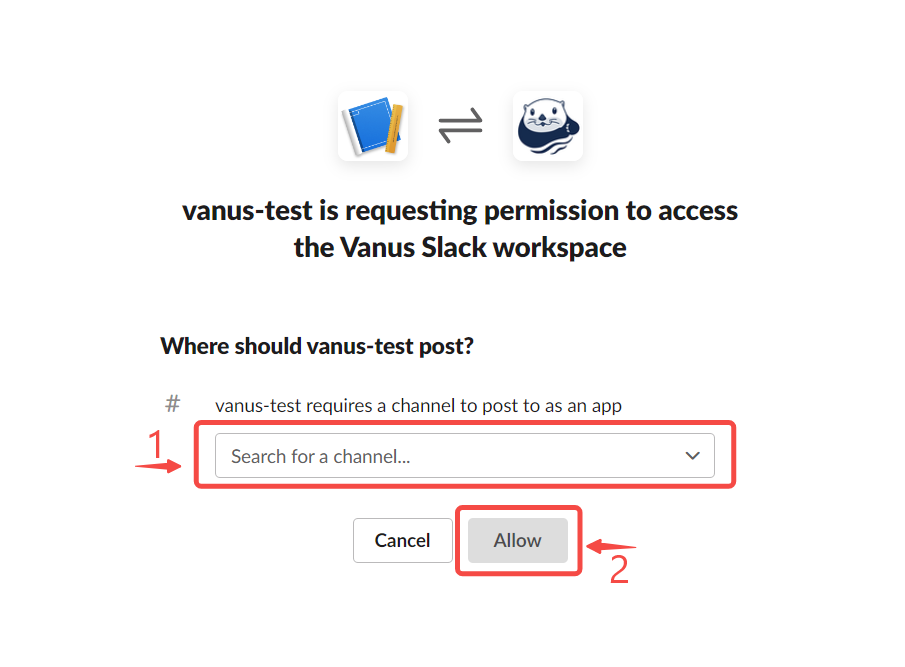 vanus-test is requesting permission to access
the Vanus Slack workspace
Where should vanus-test post?
# vanus-test requires a channel to post to as an app
1
Search for a channel...
Cancel Allow
2